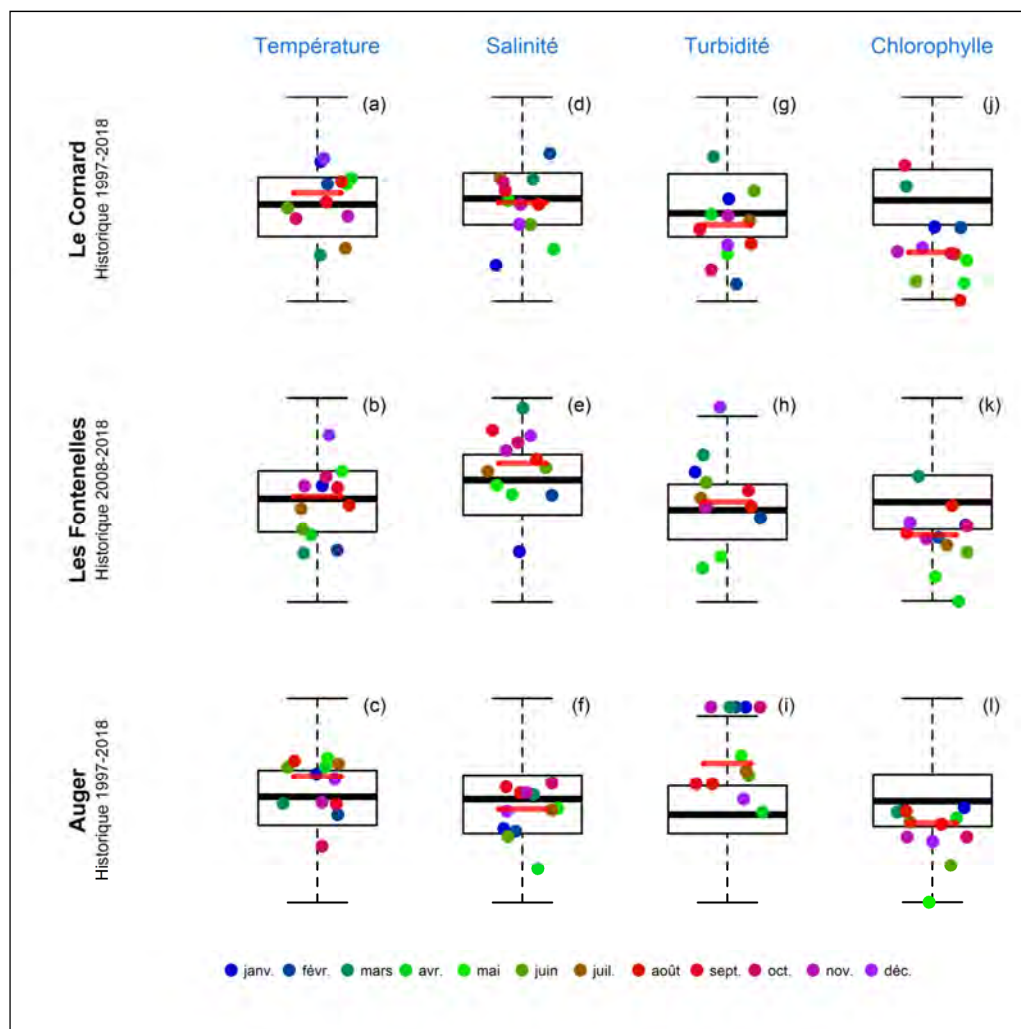 Température Salinité Turbidité Chlorophylle
Le Cornard
Historique 1997-2018
(a) (d) (g) (j)
Les Fontenelles
Historique 2008-2018
(b) (e) (h) (k)
Auger
Historique 1997-2018
(c) (f) (i) (l)
janv. févr. mars avr. mai juin juil. août sept. oct. nov. déc.